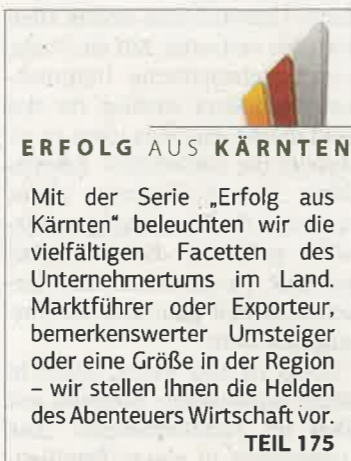 ERFOLG AUS KÄRNTEN
Mit der Serie „Erfolg aus
Kärnten“ beleuchten wir die
vielfältigen Facetten des
Unternehmertums im Land.
Marktführer oder Exporteur,
bemerkenswerter Umsteiger
oder eine Größe in der Region
– wir stellen Ihnen die Helden
des Abenteuers Wirtschaft vor.
TEIL 175